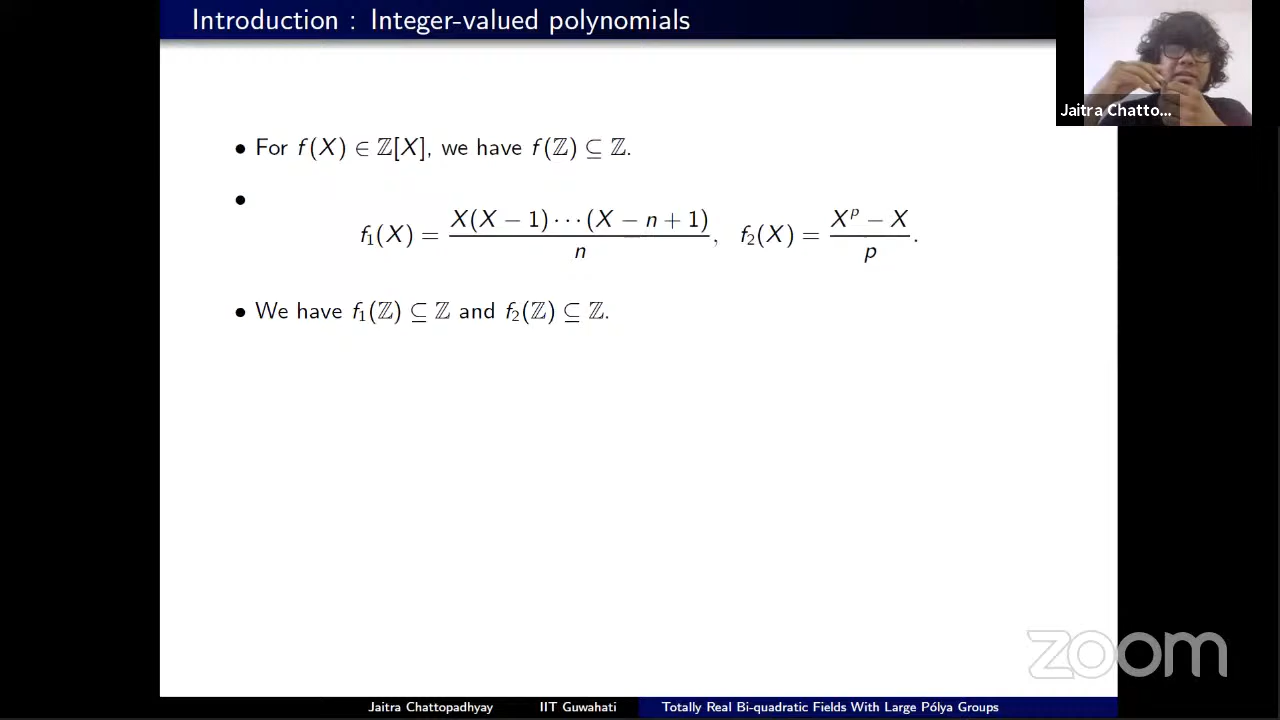 Introduction : Integer-valued polynomials
Jaitra Chatto...
• For f(X) ∈ ℤ[X], we have f(ℤ) ⊆ ℤ.
•
f₁(X) = X(X − 1) ⋯ (X − n + 1) / n, f₂(X) = Xᵖ − X / p.
• We have f₁(ℤ) ⊆ ℤ and f₂(ℤ) ⊆ ℤ.
zoom
Jaitra Chattopadhyay IIT Guwahati Totally Real Bi-quadratic Fields With Large Pólya Groups